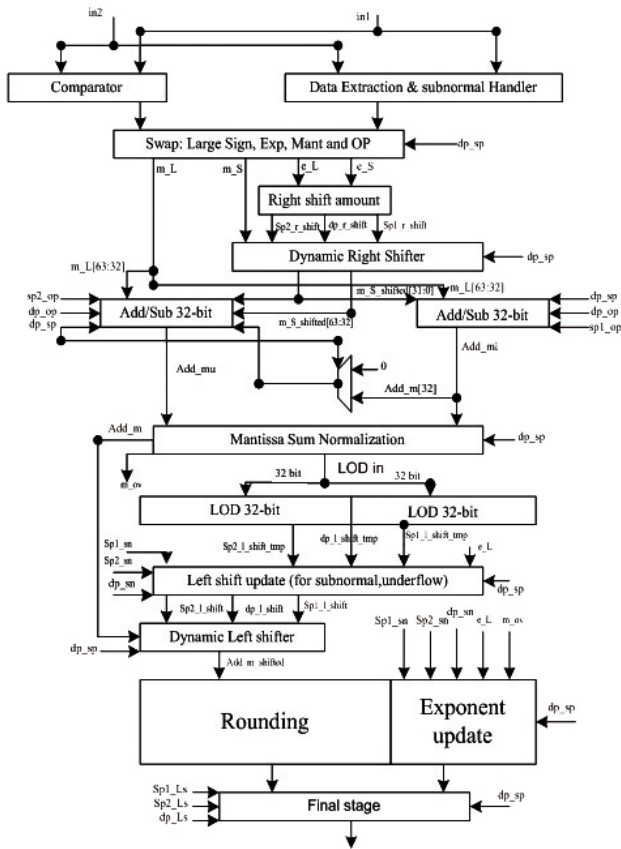 in2
in1
Comparator
Data Extraction & subnormal Handler
Swap: Large Sign, Exp, Mant and OP
dp_sp
m_L
m_S
e_L
e_S
Right shift amount
Sp2_r_shift
dp_r_shift
Sp1_r_shift
Dynamic Right Shifter
dp_sp
m_L[63:32]
m_S_shifted[31:0]
m_L[63:32]
sp2_op
dp_op
dp_sp
Add/Sub 32-bit
m_S_shifted[63:32]
Add/Sub 32-bit
dp_sp
dp_op
sp1_op
Add_mu
0
Add_ml
Add_m[32]
Add_m
Mantissa Sum Normalization
dp_sp
m_ov
LOD in
32 bit
32 bit
LOD 32-bit
LOD 32-bit
Sp2_l_shift_tmp
dp_l_shift_tmp
Sp1_l_shift_tmp
e_L
Sp1_sn
Sp2_sn
dp_sn
Left shift update (for subnormal,underflow)
dp_sp
Sp2_l_shift
dp_l_shift
Sp1_l_shift
Dynamic Left shifter
dp_sp
Add_m_shifted
Sp1_sn
Sp2_sn
dp_sn
e_L
m_ov
Rounding
Exponent
update
dp_sp
Sp1_Ls
Sp2_Ls
dp_Ls
Final stage
dp_sp